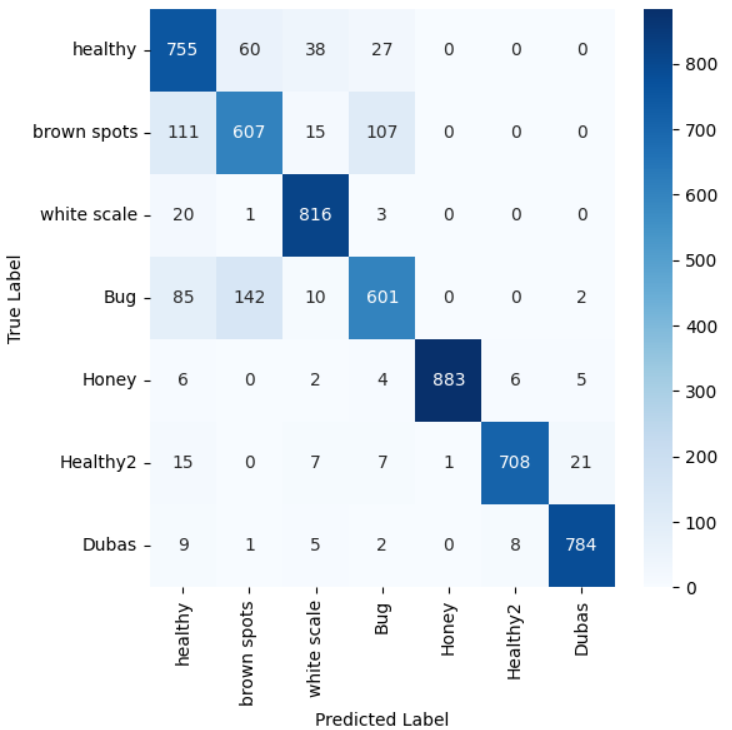 healthy 755 60 38 27 0 0 0
brown spots 111 607 15 107 0 0 0
white scale 20 1 816 3 0 0 0
Bug 85 142 10 601 0 0 2
Honey 6 0 2 4 883 6 5
Healthy2 15 0 7 7 1 708 21
Dubas 9 1 5 2 0 8 784
healthy brown spots white scale Bug Honey Healthy2 Dubas
Predicted Label
True Label
800
700
600
500
400
300
200
100
0